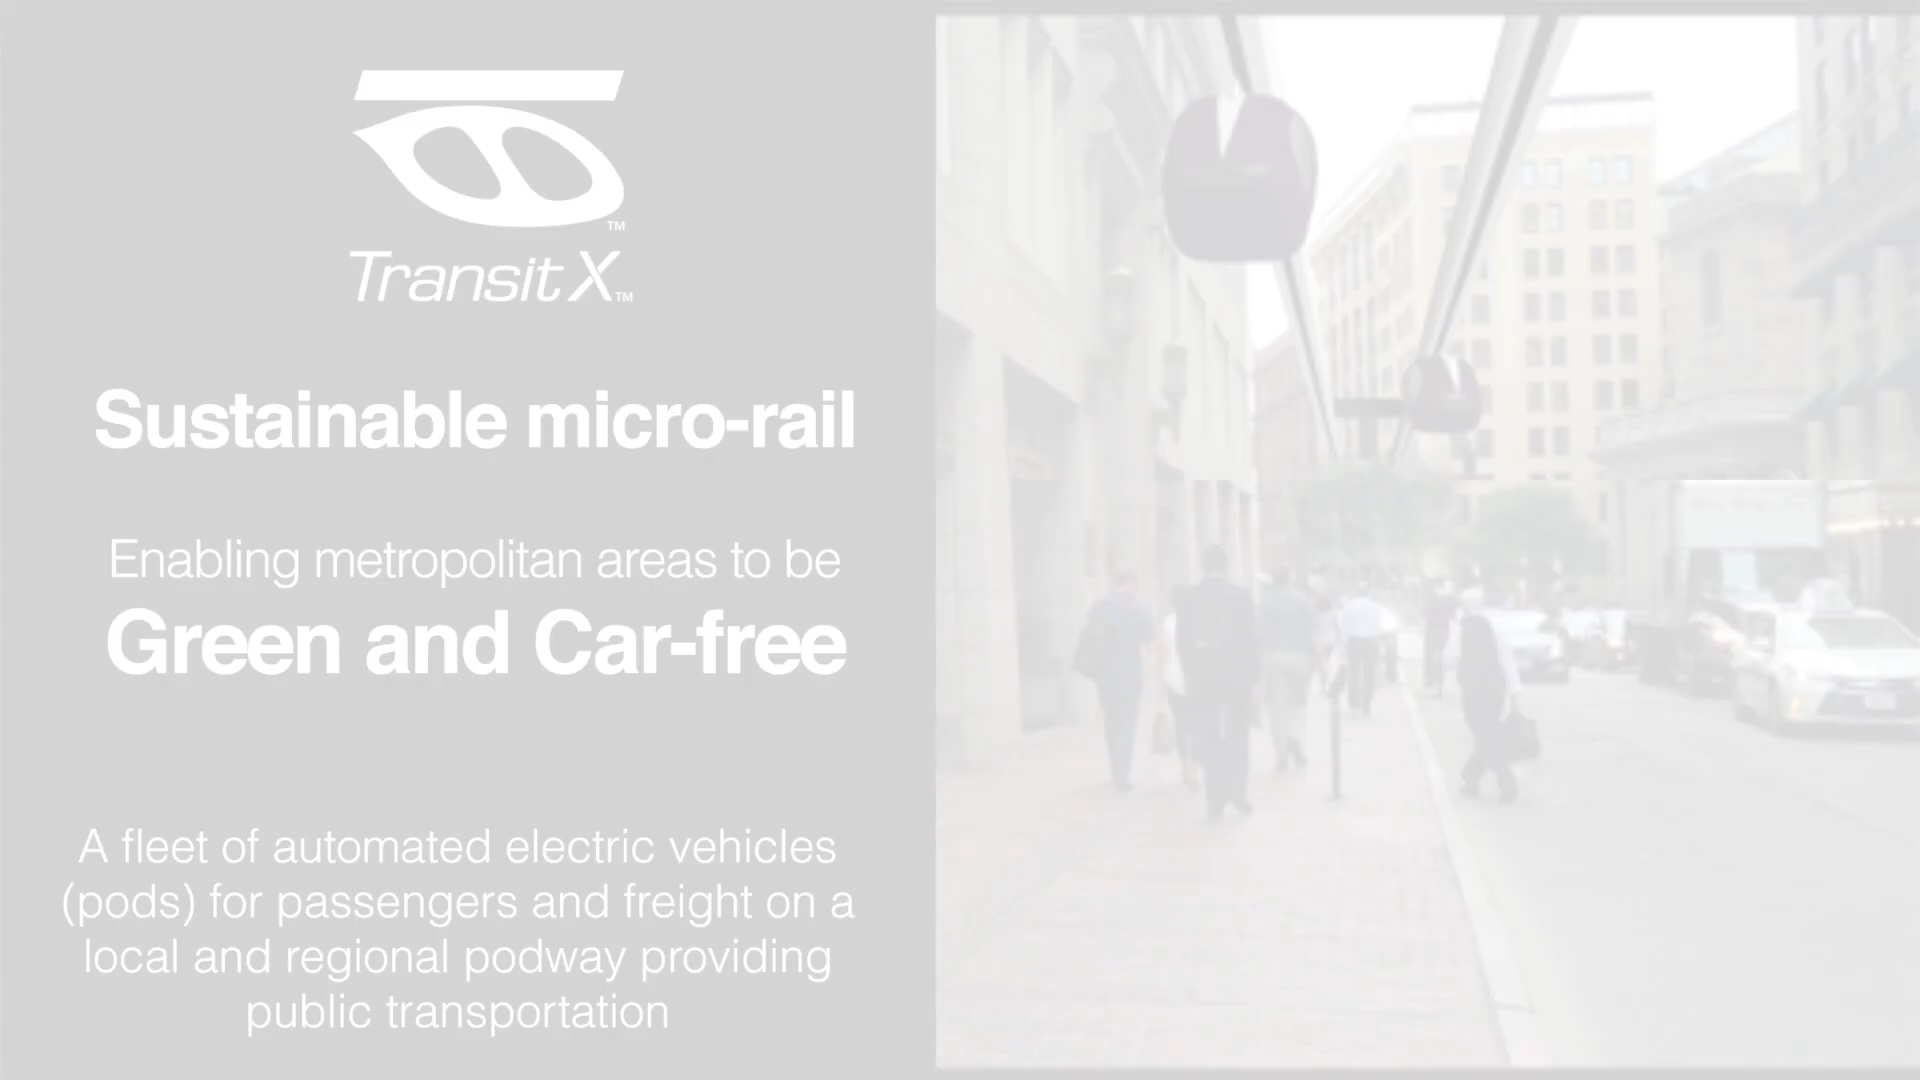 TM
Transit X TM
Sustainable micro-rail
Enabling metropolitan areas to be
Green and Car-free
A fleet of automated electric vehicles
(pods) for passengers and freight on a
local and regional podway providing
public transportation